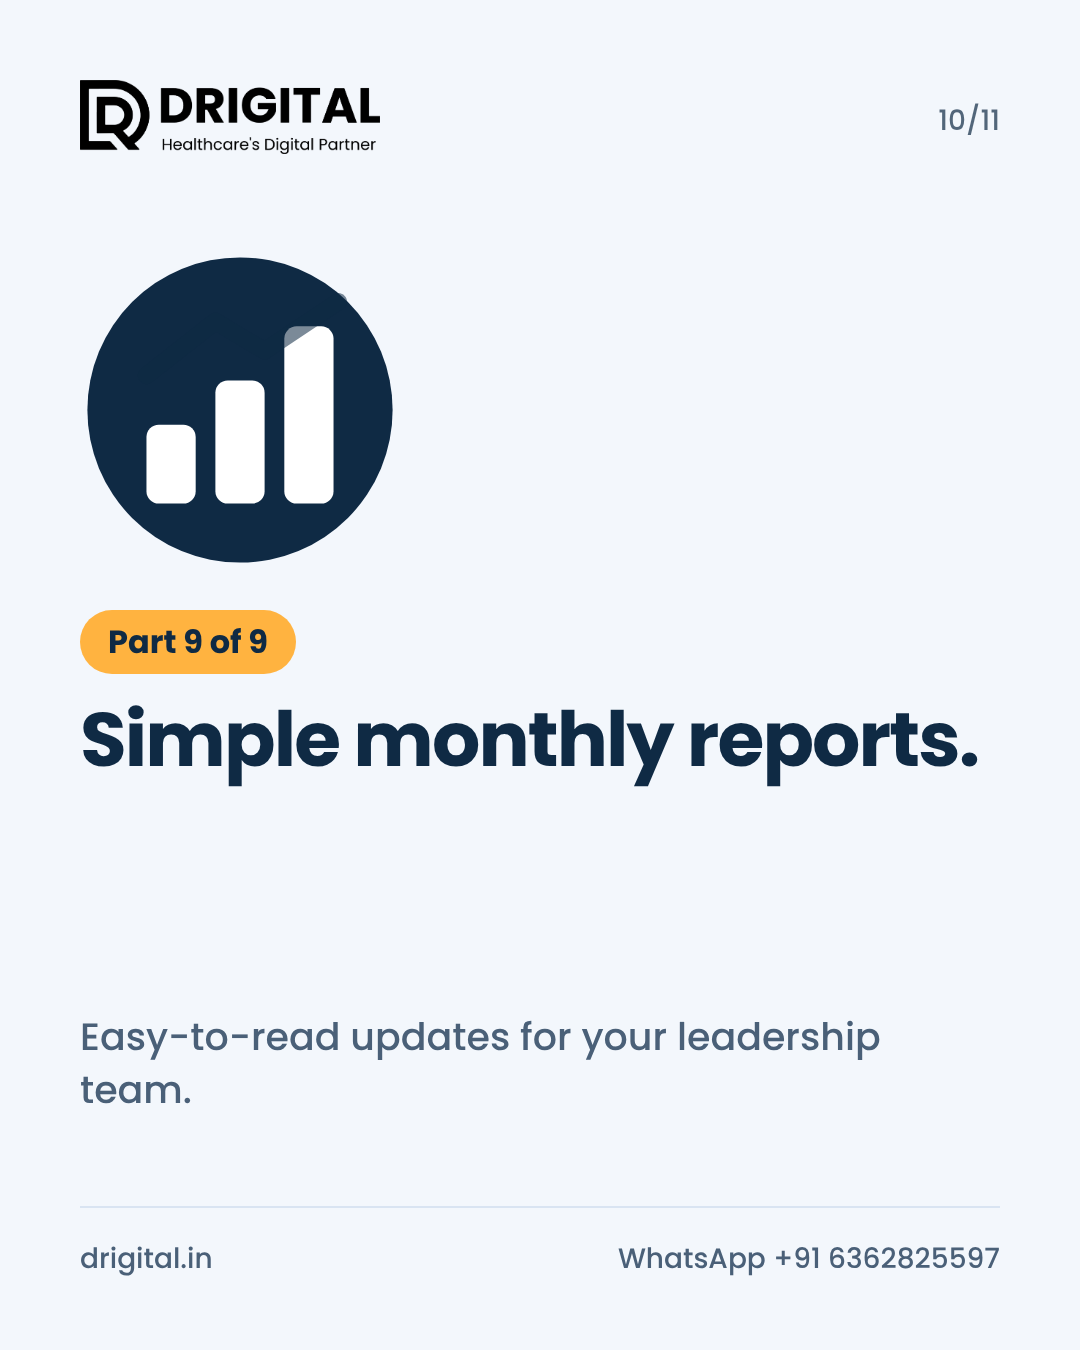 DRIGITAL
Healthcare's Digital Partner
10/11
Part 9 of 9
Simple monthly reports.
Easy-to-read updates for your leadership
team.
drigital.in
WhatsApp +91 6362825597